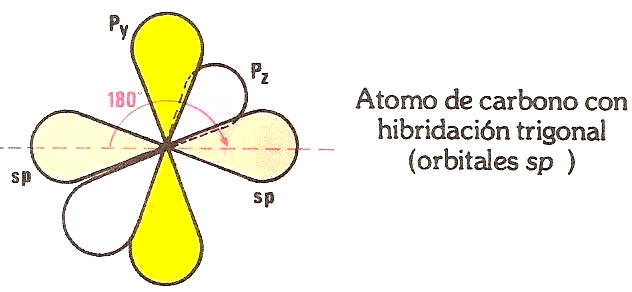 Py
Pz
180°
sp
sp
Atomo de carbono con
hibridación trigonal
(orbitales sp )